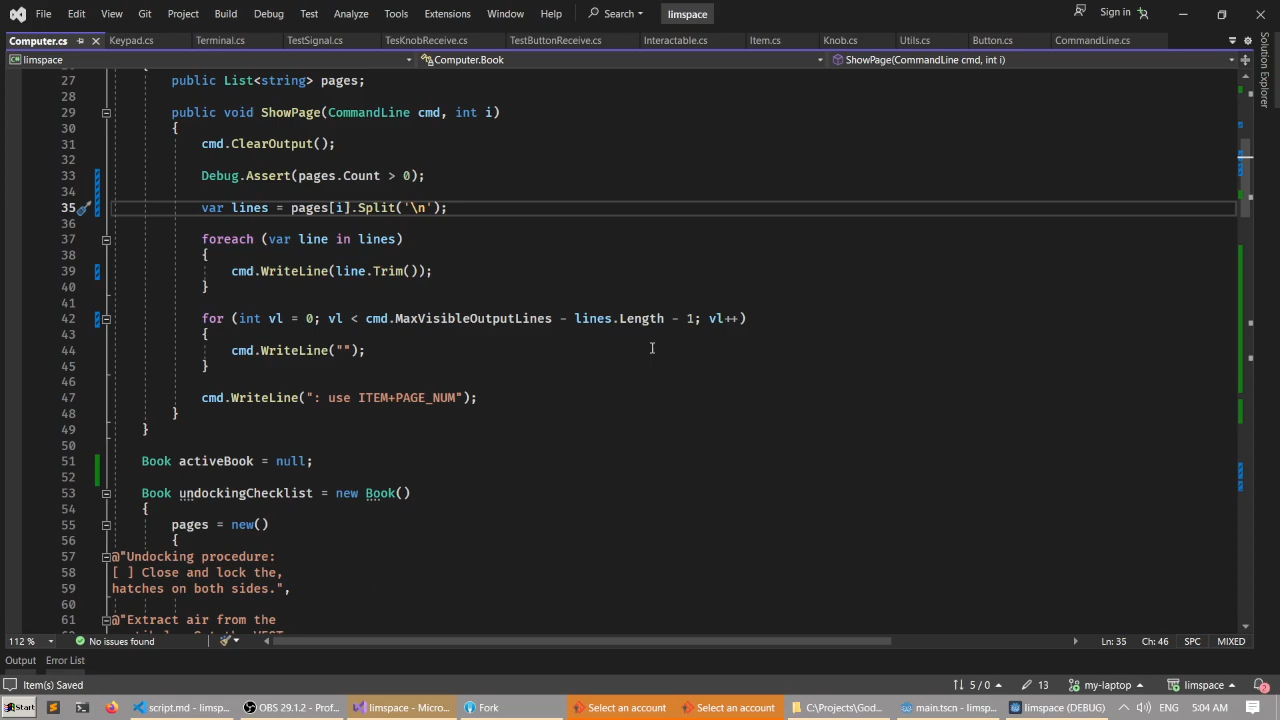 File Edit View Git Project Build Debug Test Analyze Tools Extensions Window Help Search limspace Sign in
Computer.cs Keypad.cs Terminal.cs TestSignal.cs TesKnobReceive.cs TestButtonReceive.cs Interactable.cs Item.cs Knob.cs Utils.cs Button.cs CommandLine.cs
limspace Computer.Book ShowPage(CommandLine cmd, int i)
Solution Explorer
27 public List<string> pages;
28
29 public void ShowPage(CommandLine cmd, int i)
30 {
31 cmd.ClearOutput();
32
33 Debug.Assert(pages.Count > 0);
34
35 var lines = pages[i].Split('\n');
36
37 foreach (var line in lines)
38 {
39 cmd.WriteLine(line.Trim());
40 }
41
42 for (int vl = 0; vl < cmd.MaxVisibleOutputLines - lines.Length - 1; vl++)
43 {
44 cmd.WriteLine("");
45 }
46
47 cmd.WriteLine(": use ITEM+PAGE_NUM");
48 }
49 }
50
51 Book activeBook = null;
52
53 Book undockingChecklist = new Book()
54 {
55 pages = new()
56 {
57 @"Undocking procedure:
58 [ ] Close and lock the,
59 hatches on both sides.",
60
61 @"Extract air from the
112 % No issues found Ln: 35 Ch: 46 SPC MIXED
Output Error List
Item(s) Saved 5 / 0 13 my-laptop limspace 2
Start script.md - limsp... OBS 29.1.2 - Prof... limspace - Micro... Fork Select an account Select an account C:\Projects\God... main.tscn - limsp... limspace (DEBUG) ENG 5:04 AM